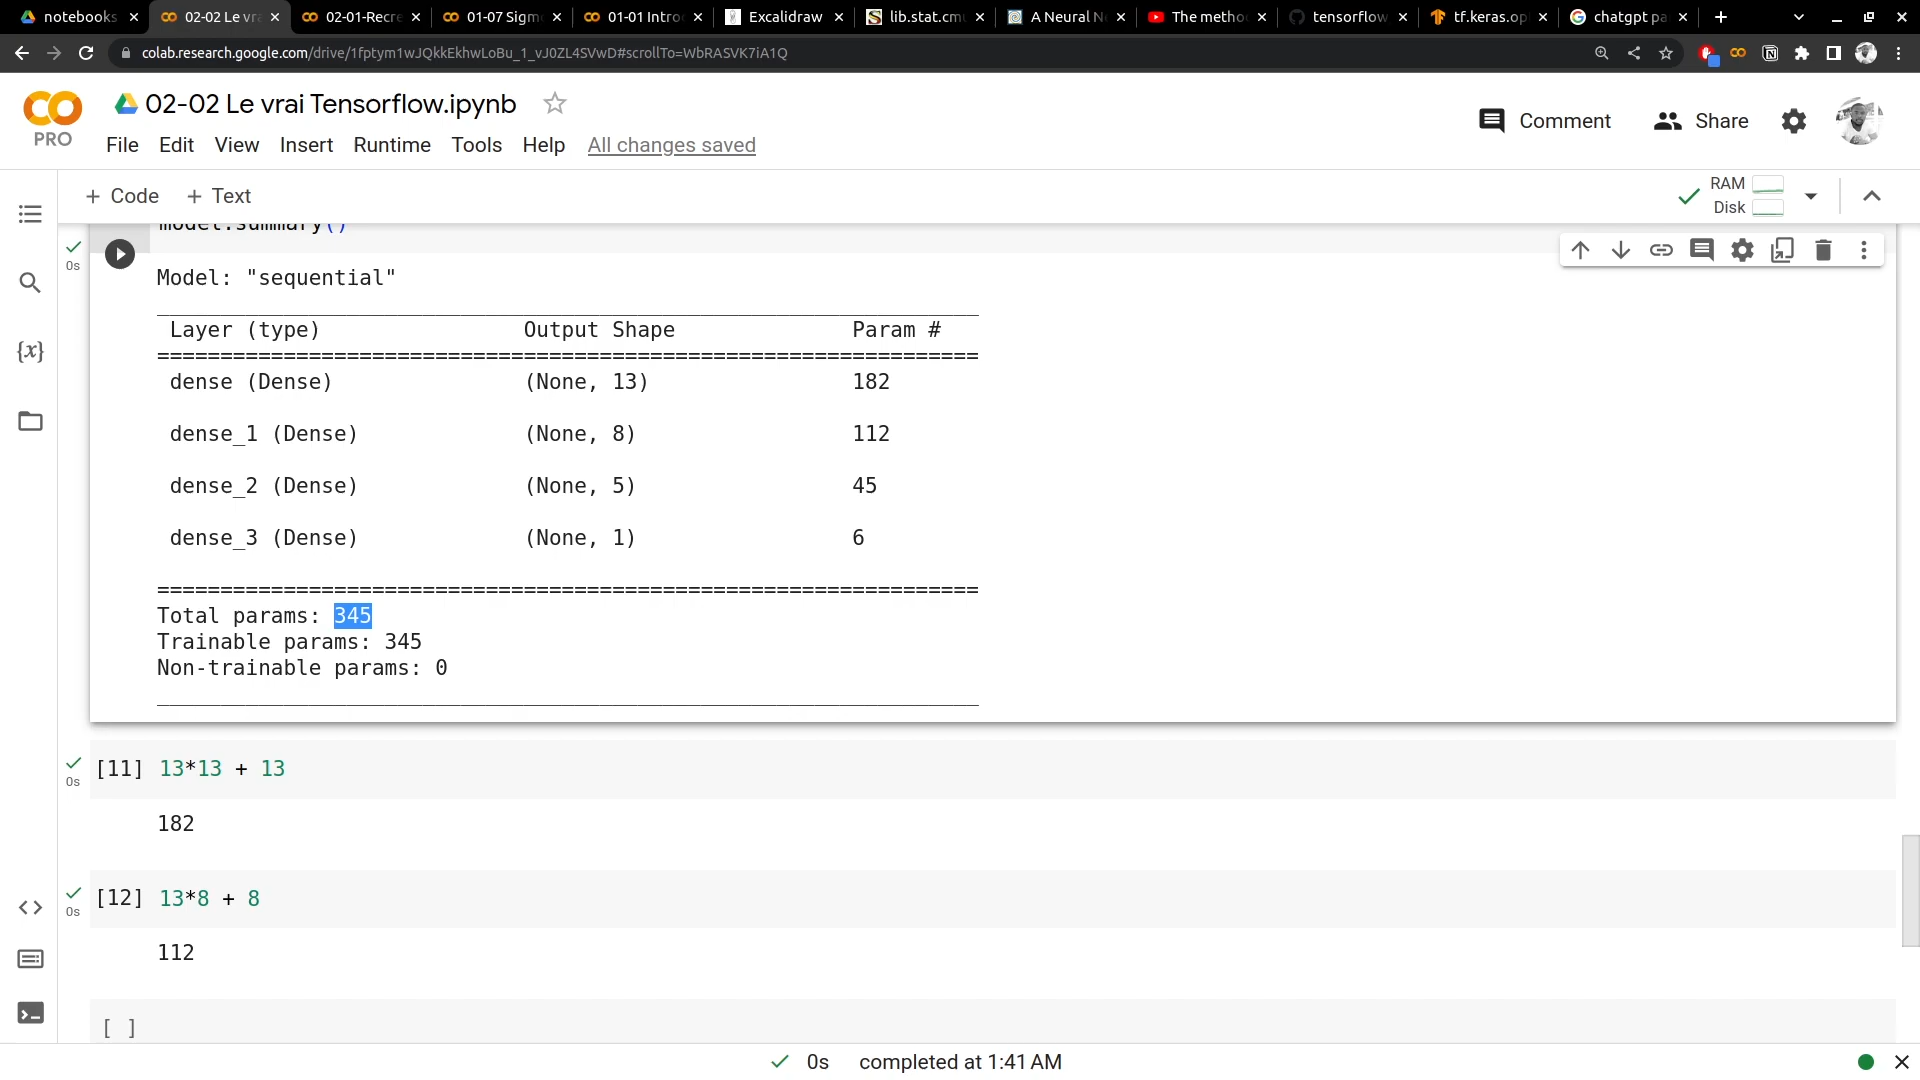 notebooks
02-02 Le vra
02-01-Recre
01-07 Sigm
01-01 Intro
Excalidraw
lib.stat.cmu
A Neural N
The metho
tensorflow
tf.keras.op
chatgpt pa
colab.research.google.com/drive/1fptym1wJQkkEkhwLoBu_1_vJ0ZL4SVwD#scrollTo=WbRASVK7iA1Q
PRO
02-02 Le vrai Tensorflow.ipynb
Comment
Share
File Edit View Insert Runtime Tools Help All changes saved
+ Code + Text
RAM
Disk
model.summary()
0s
Model: "sequential"
Layer (type) Output Shape Param #
=================================================================
dense (Dense) (None, 13) 182
dense_1 (Dense) (None, 8) 112
dense_2 (Dense) (None, 5) 45
dense_3 (Dense) (None, 1) 6
=================================================================
Total params: 345
Trainable params: 345
Non-trainable params: 0
[11] 13*13 + 13
0s
182
[12] 13*8 + 8
0s
112
[ ]
0s completed at 1:41 AM